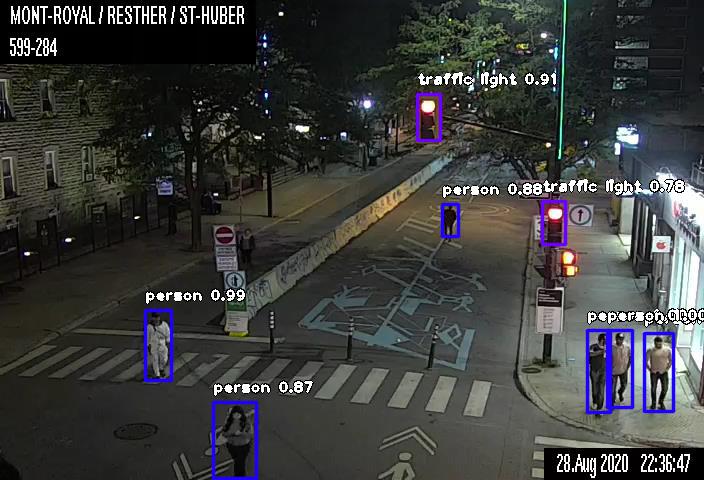 MONT-ROYAL / RESTHER / ST-HUBER
599-284
traffic light 0.91
person 0.88
traffic light 0.78
person 0.99
person 0.87
28.Aug 2020 22:36:47